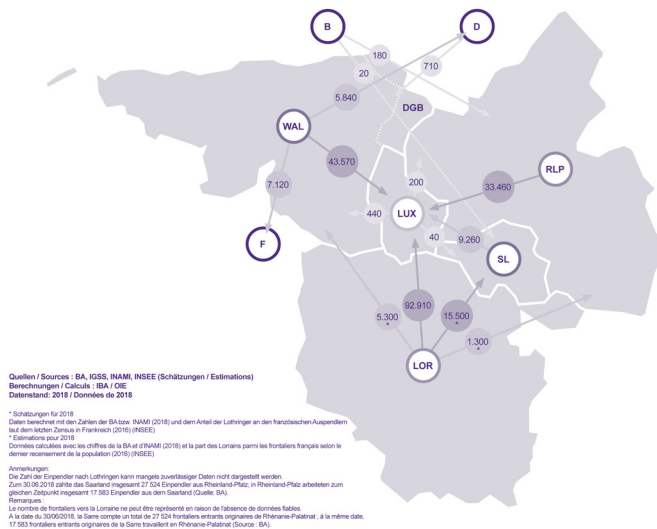 B
D
180
20
710
5.840
DGB
WAL
43.570
RLP
200
33.460
7.120
440
LUX
40
9.260
F
SL
92.910
5.300
*
15.500
*
1.300
*
LOR
Quellen / Sources : BA, IGSS, INAMI, INSEE (Schätzungen / Estimations)
Berechnungen / Calculs : IBA / OIE
Datenstand: 2018 / Données de 2018
* Schätzungen für 2018
Daten berechnet mit den Zahlen der BA bzw. INAMI (2018) und dem Anteil der Lothringer an den französischen Auspendlern
laut dem letzten Zensus in Frankreich (2016) (INSEE)
* Estimations pour 2018
Données calculées avec les chiffres de la BA et d'INAMI (2018) et la part des Lorrains parmi les frontaliers français selon le
dernier recensement de la population (2016) (INSEE)
Anmerkungen:
Die Zahl der Einpendler nach Lothringen kann mangels zuverlässiger Daten nicht dargestellt werden.
Zum 30.06.2018 zählte das Saarland insgesamt 27.524 Einpendler aus Rheinland-Pfalz; in Rheinland-Pfalz arbeiteten zum
gleichen Zeitpunkt insgesamt 17.583 Einpendler aus dem Saarland (Quelle: BA).
Remarques :
Le nombre de frontaliers vers la Lorraine ne peut être représenté en raison de l'absence de données fiables.
A la date du 30/06/2018, la Sarre compte un total de 27 524 frontaliers entrants originaires de Rhénanie-Palatinat ; à la même date,
17 583 frontaliers entrants originaires de la Sarre travaillent en Rhénanie-Palatinat (Source : BA).